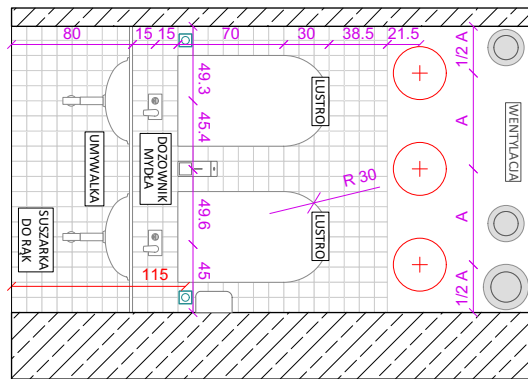 80
15
15
70
30
38.5
21.5
1/2 A
49.3
LUSTRO
A
WENTYLACJA
45.4
UMYWALKA
DOZOWNIK
MYDŁA
R 30
A
49.6
LUSTRO
SUSZARKA
DO RĄK
45
115
1/2 A